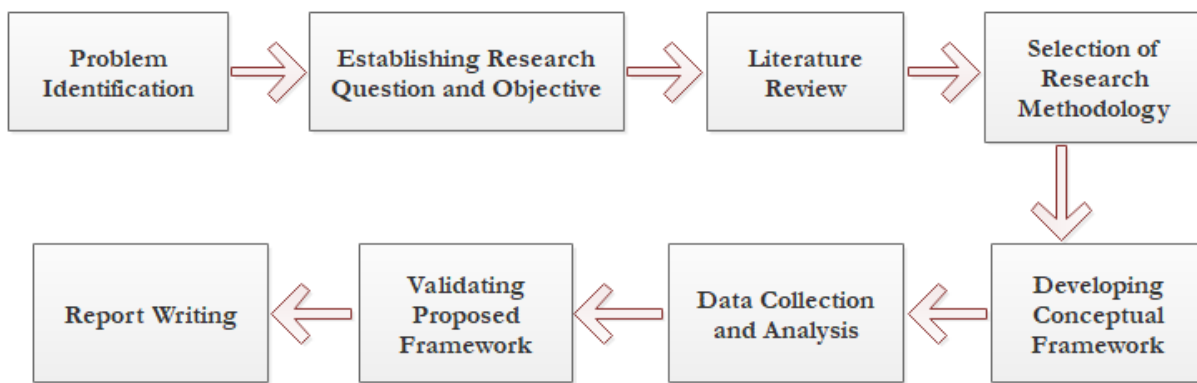 Problem
Identification
Establishing Research
Question and Objective
Literature
Review
Selection of
Research
Methodology
Developing
Conceptual
Framework
Data Collection
and Analysis
Validating
Proposed
Framework
Report Writing